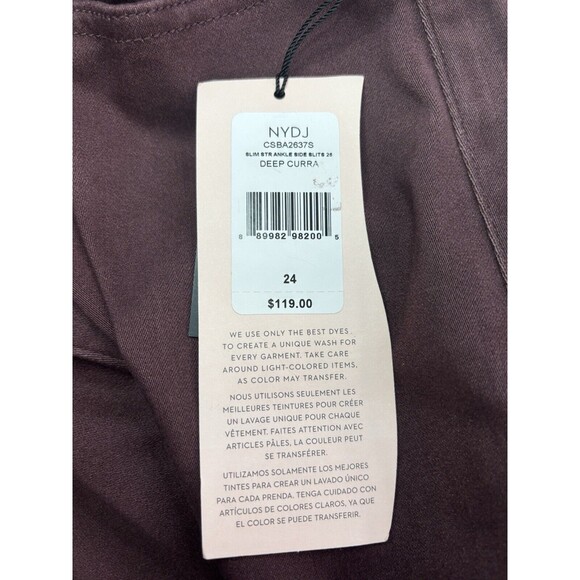 NYDJ
CSBA2637S
SLIM STR ANKLE SIDE SLITS 28
DEEP CURRA
0 89982 98200 5
24
$119.00
WE USE ONLY THE BEST DYES
TO CREATE A UNIQUE WASH FOR
EVERY GARMENT. TAKE CARE
AROUND LIGHT-COLORED ITEMS,
AS COLOR MAY TRANSFER.
NOUS UTILISONS SEULEMENT LES
MEILLEURES TEINTURES POUR CRÉER
UN LAVAGE UNIQUE POUR CHAQUE
VÊTEMENT. FAITES ATTENTION AVEC
ARTICLES PÂLES, LA COULEUR PEUT
SE TRANSFÉRER.
UTILIZAMOS SOLAMENTE LOS MEJORES
TINTES PARA CREAR UN LAVADO ÚNICO
PARA CADA PRENDA. TENGA CUIDADO CON
ARTÍCULOS DE COLORES CLAROS, YA QUE
EL COLOR SE PUEDE TRANSFERIR.